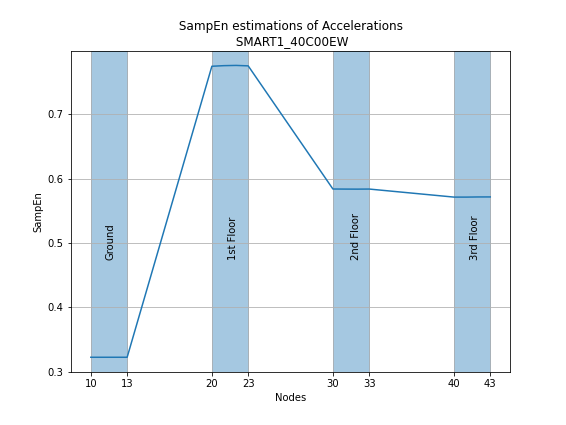 SampEn estimations of Accelerations
SMART1_40C00EW
SampEn
0.7
0.6
0.5
0.4
0.3
Ground
1st Floor
2nd Floor
3rd Floor
10 13 20 23 30 33 40 43
Nodes